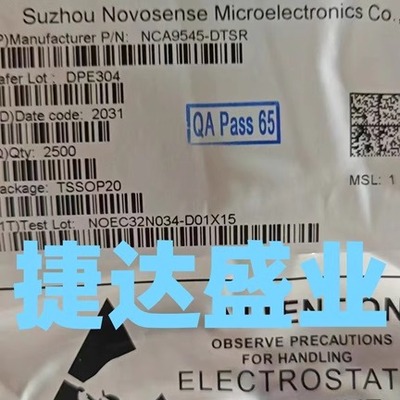 Suzhou Novosense Microelectronics Co.,
P)Manufacturer P/N: NCA9545-DTSR
afer Lot: DPE304
D)Date code: 2031
QA Pass 65
Q)Qty: 2500
ackage: TSSOP20
MSL: 1
1T)Test Lot: NOEC32N034-D01X15
捷达盛业
OBSERVE PRECAUTIONS
FOR HANDLING
ELECTROSTAT